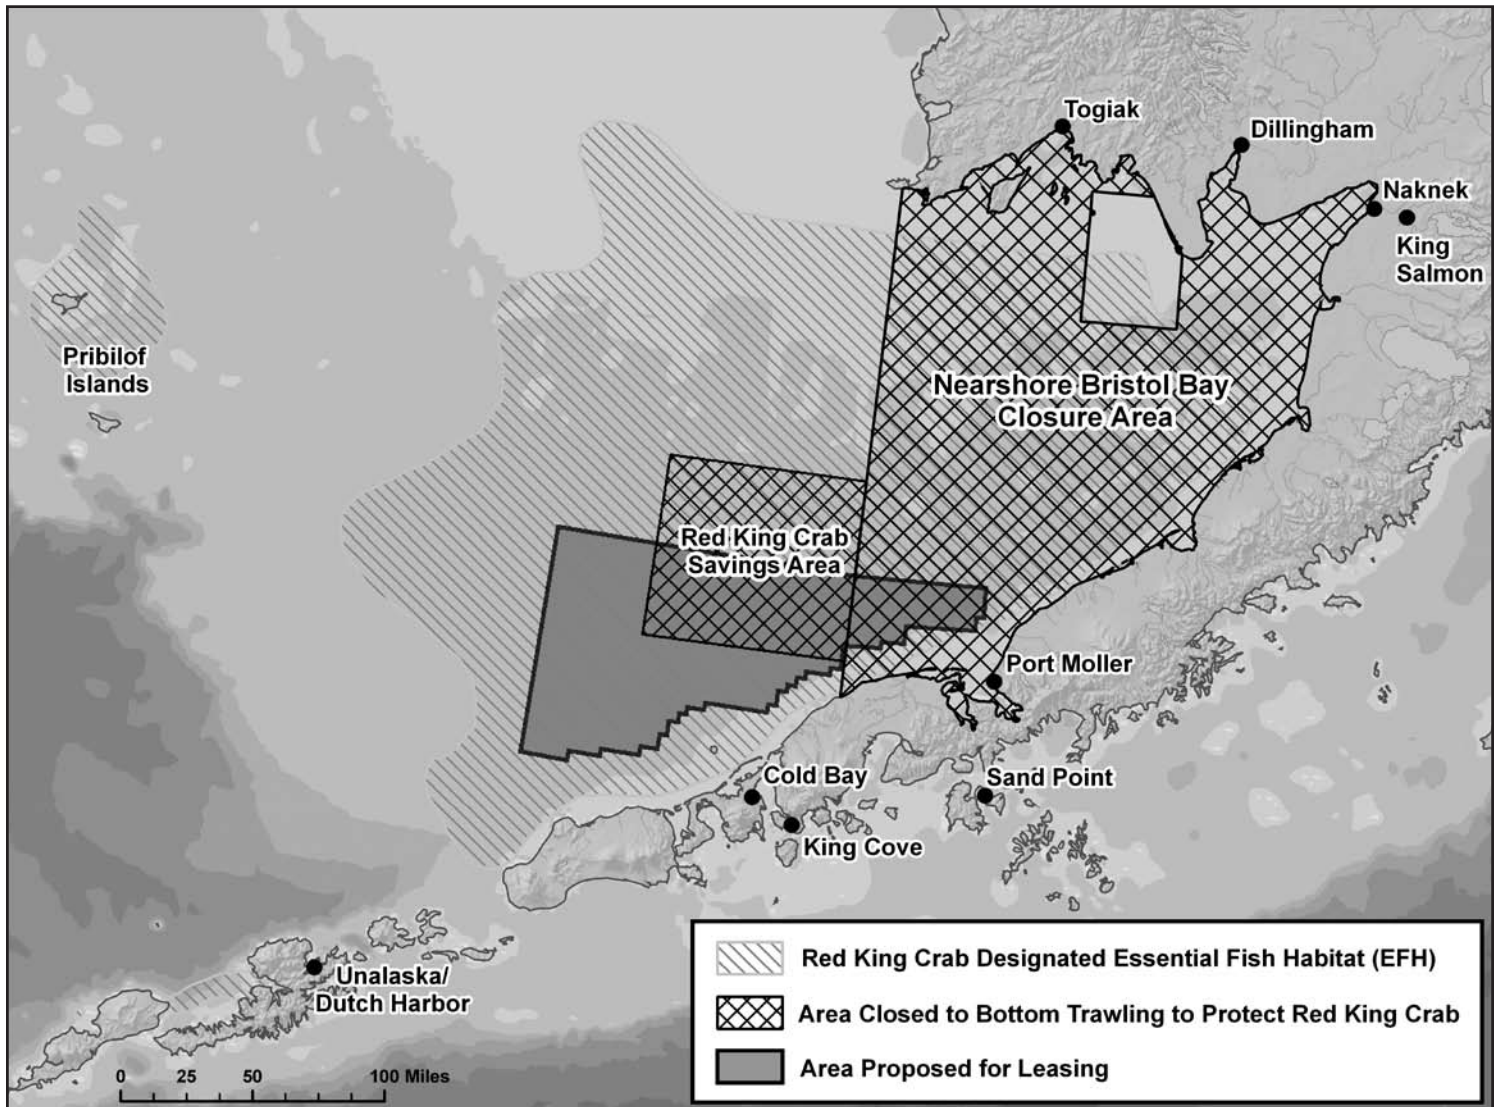 Togiak
Dillingham
Naknek
King
Salmon
Pribilof
Islands
Nearshore Bristol Bay
Closure Area
Red King Crab
Savings Area
Port Moller
Cold Bay
Sand Point
King Cove
Unalaska/
Dutch Harbor
Red King Crab Designated Essential Fish Habitat (EFH)
Area Closed to Bottom Trawling to Protect Red King Crab
Area Proposed for Leasing
0 25 50 100 Miles